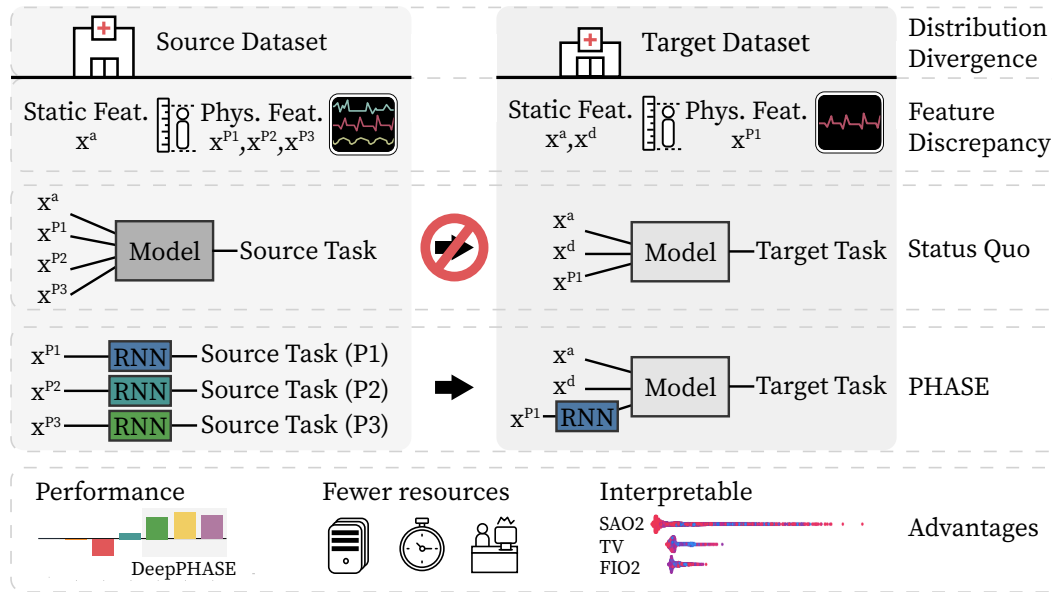 Source Dataset
Target Dataset
Distribution
Divergence
Static Feat.
xᵃ
Phys. Feat.
xᴾ¹,xᴾ²,xᴾ³
Static Feat.
xᵃ,xᵈ
Phys. Feat.
xᴾ¹
Feature
Discrepancy
xᵃ
xᴾ¹
xᴾ²
xᴾ³
Model
Source Task
xᵃ
xᵈ
xᴾ¹
Model
Target Task
Status Quo
xᴾ¹ RNN Source Task (P1)
xᴾ² RNN Source Task (P2)
xᴾ³ RNN Source Task (P3)
xᵃ
xᵈ
xᴾ¹ RNN
Model
Target Task
PHASE
Performance
DeepPHASE
Fewer resources
Interpretable
SAO2
TV
FIO2
Advantages